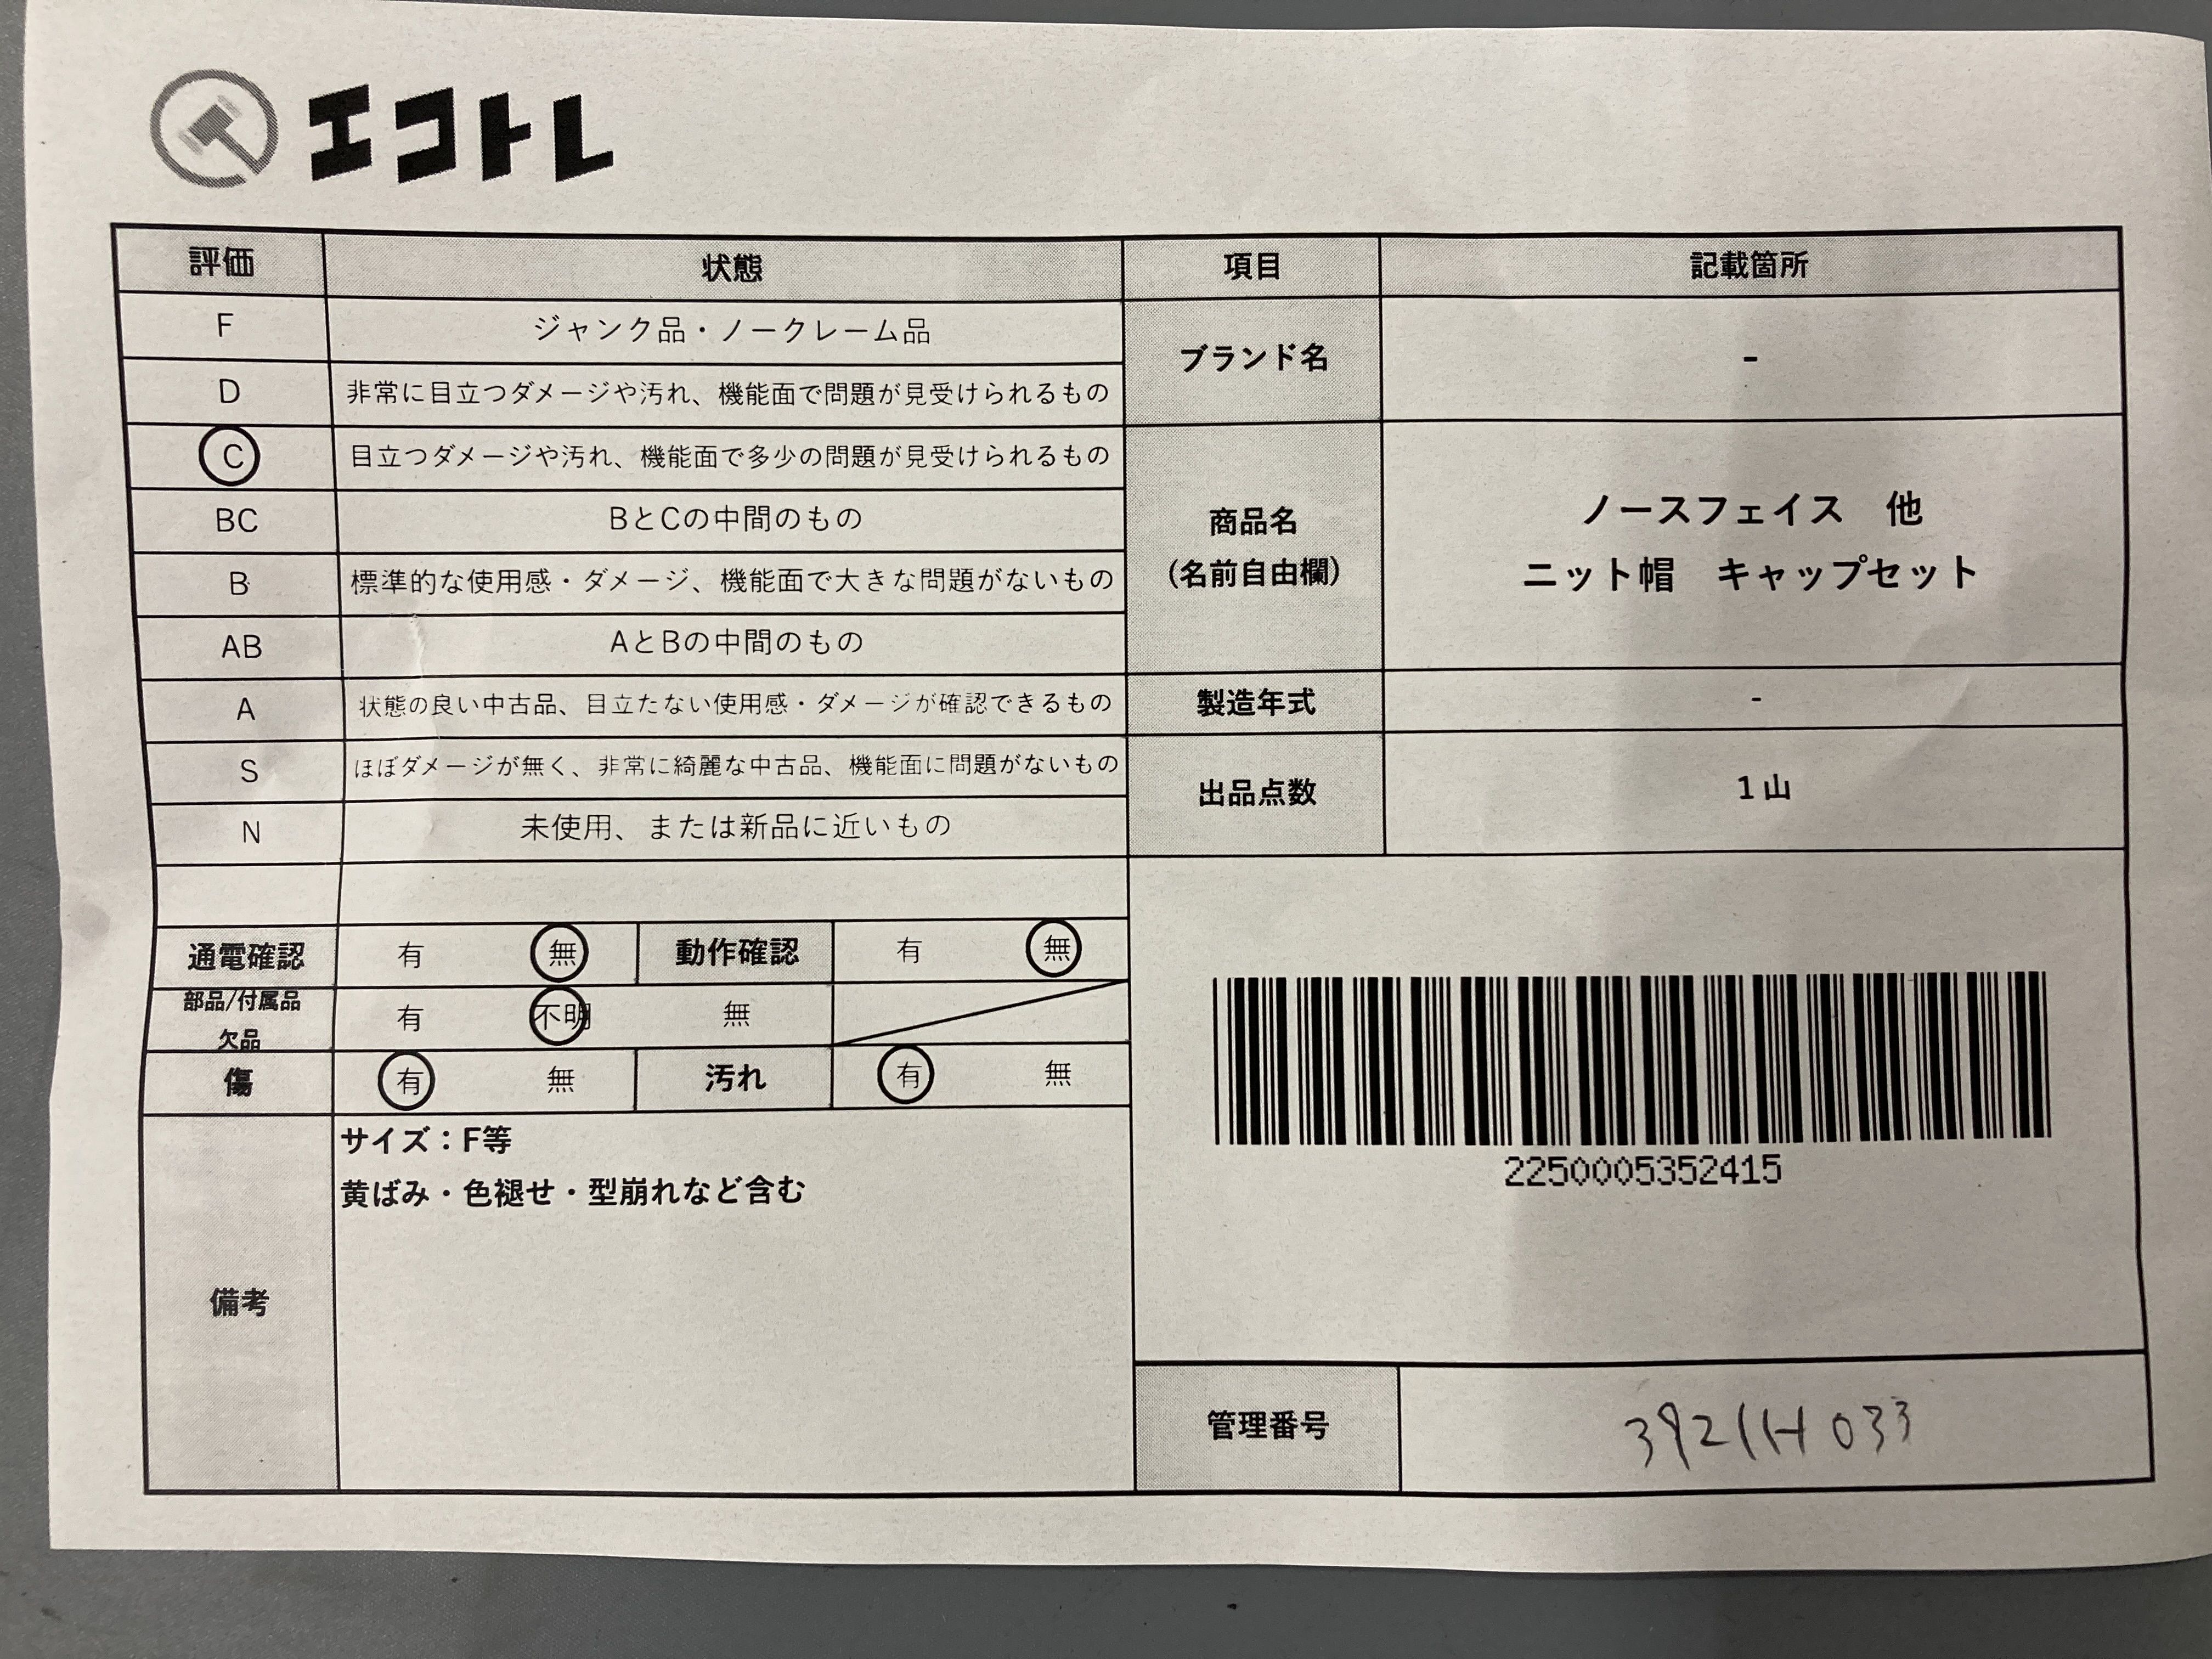 エコトレ
評価 状態
F ジャンク品・ノークレーム品
D 非常に目立つダメージや汚れ、機能面で問題が見受けられるもの
C 目立つダメージや汚れ、機能面で多少の問題が見受けられるもの
BC BとCの中間のもの
B 標準的な使用感・ダメージ、機能面で大きな問題がないもの
AB AとBの中間のもの
A 状態の良い中古品、目立たない使用感・ダメージが確認できるもの
S ほぼダメージが無く、非常に綺麗な中古品、機能面に問題がないもの
N 未使用、または新品に近いもの
通電確認 有 無 動作確認 有 無
部品/付属品
欠品 有 不明 無
傷 有 無 汚れ 有 無
備考
サイズ：F等
黄ばみ・色褪せ・型崩れなど含む
項目 記載箇所
ブランド名 -
商品名
(名前自由欄)
ノースフェイス 他
ニット帽 キャップセット
製造年式 -
出品点数 1山
2250005352415
管理番号 3921H 033